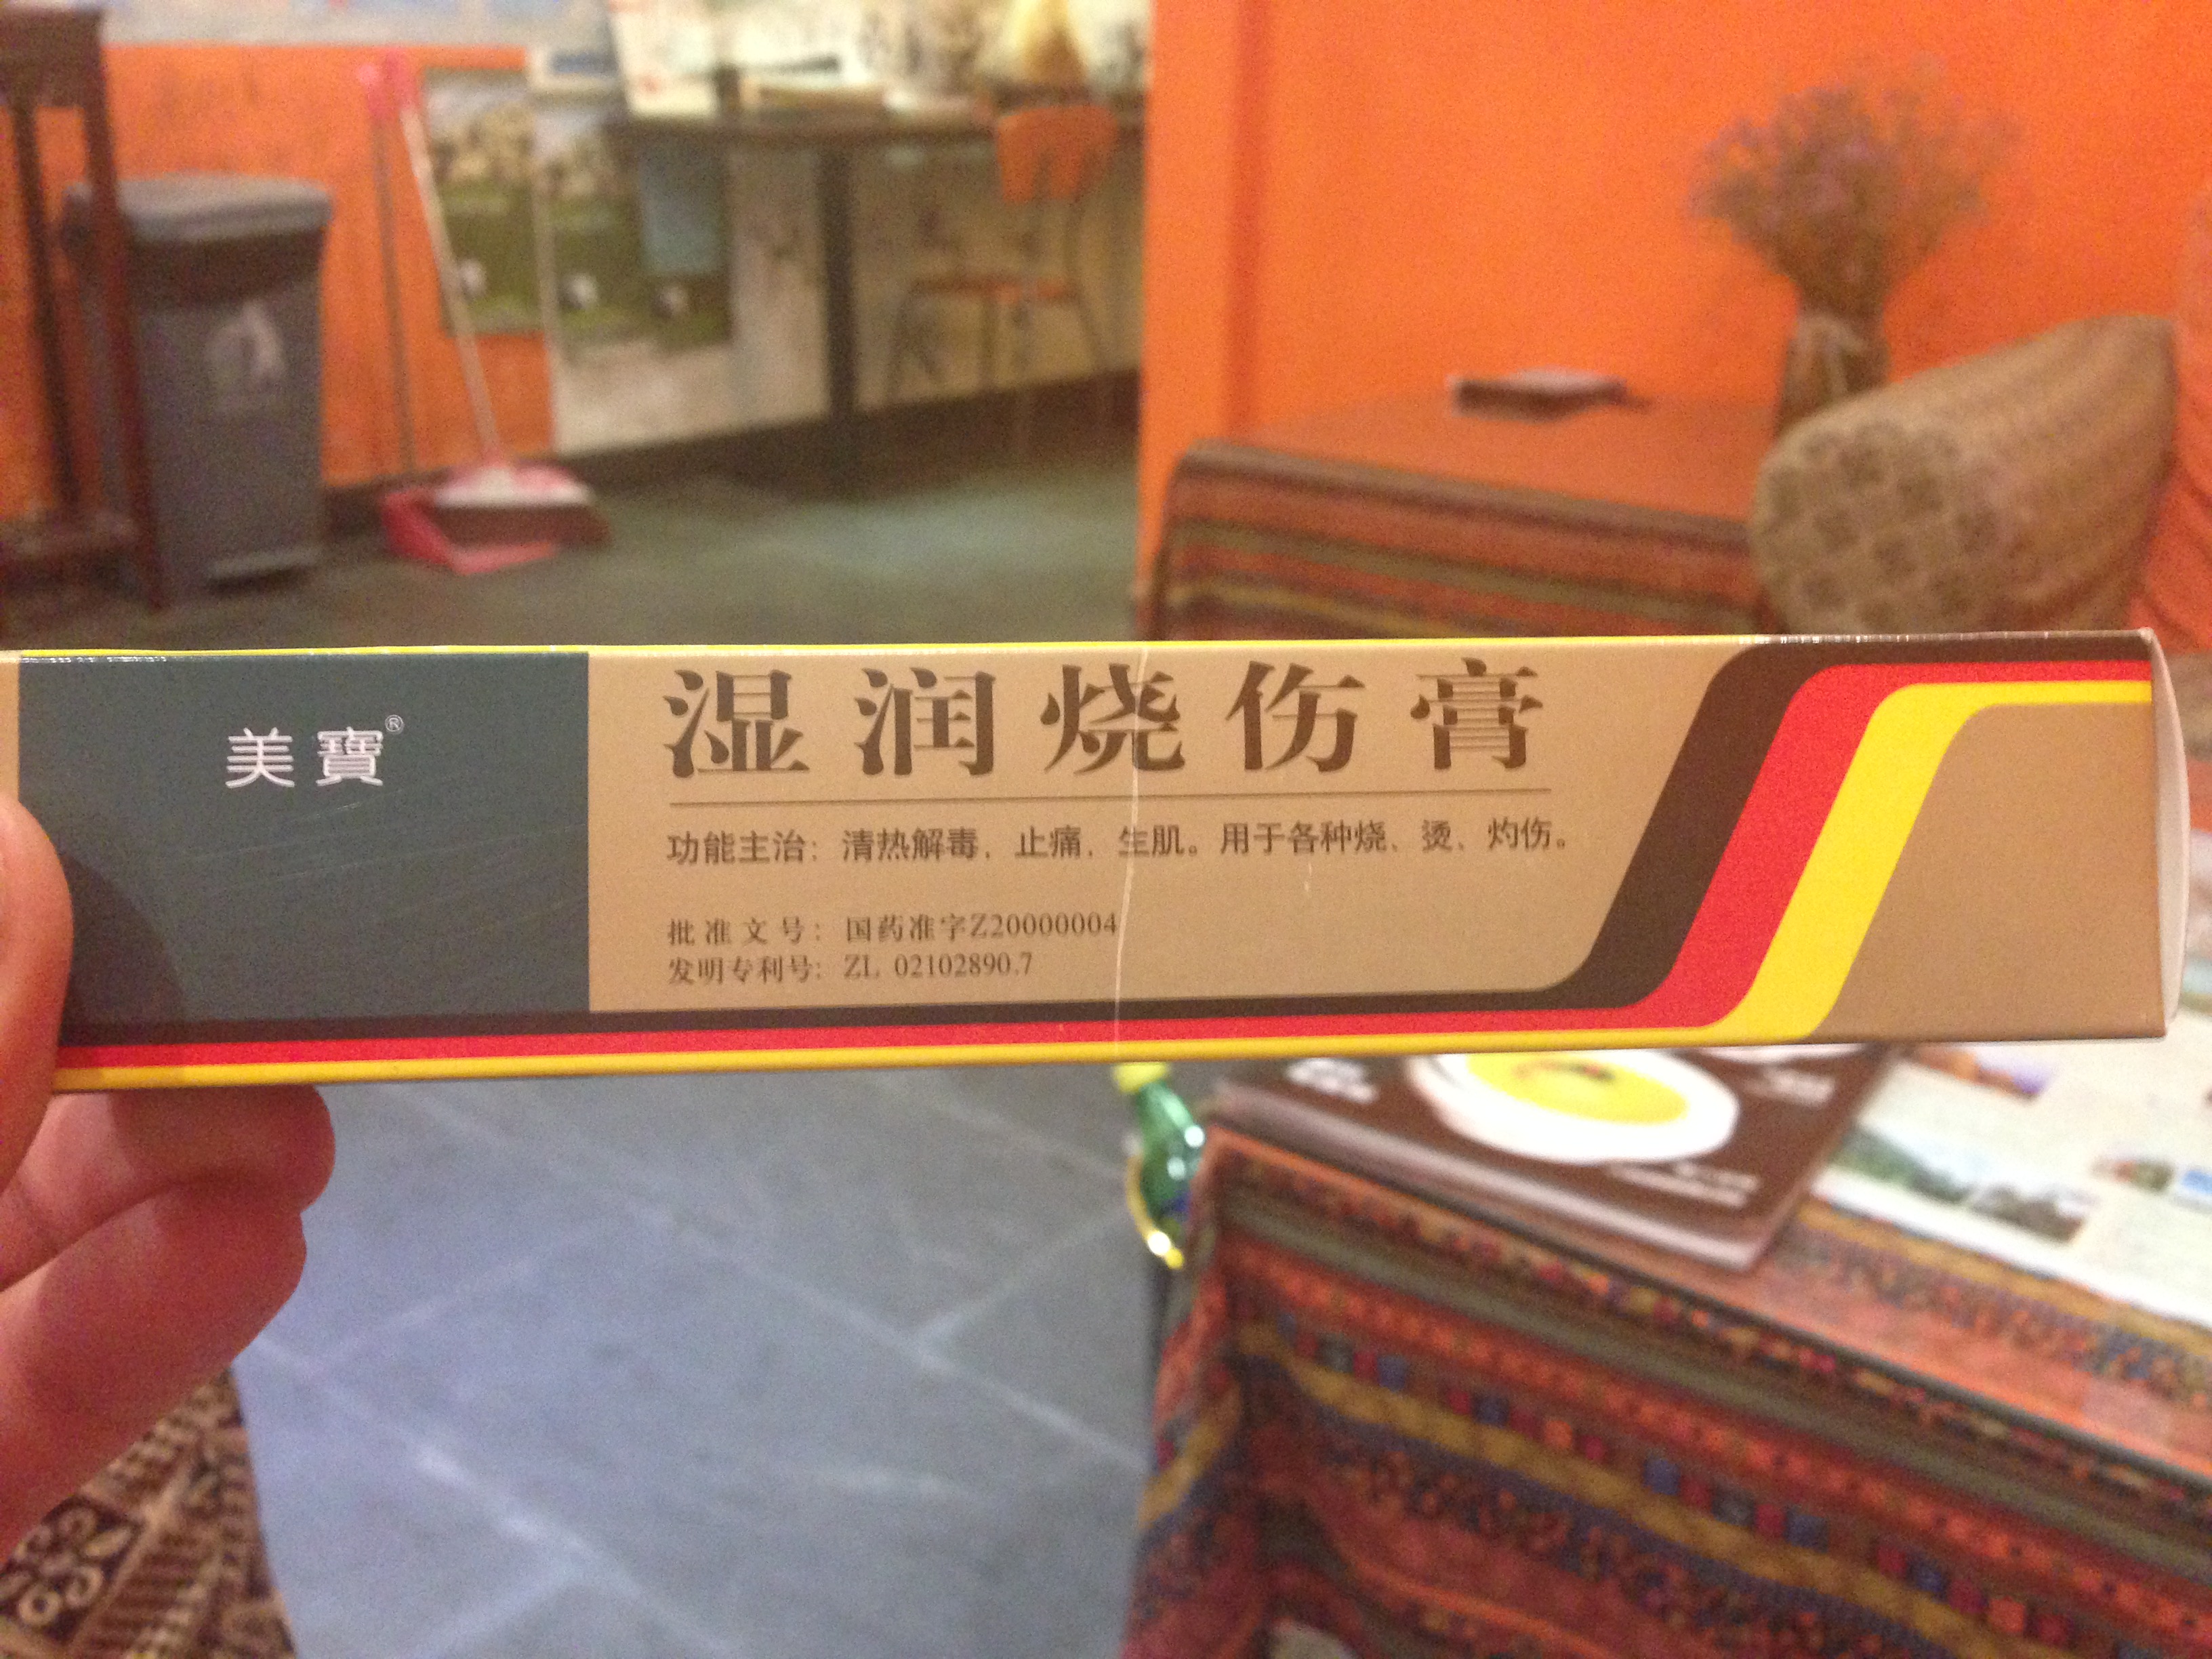 美寶®
湿润烧伤膏
功能主治：清热解毒，止痛，生肌。用于各种烧、烫、灼伤。
批准文号：国药准字Z20000004
发明专利号：ZL 02102890.7